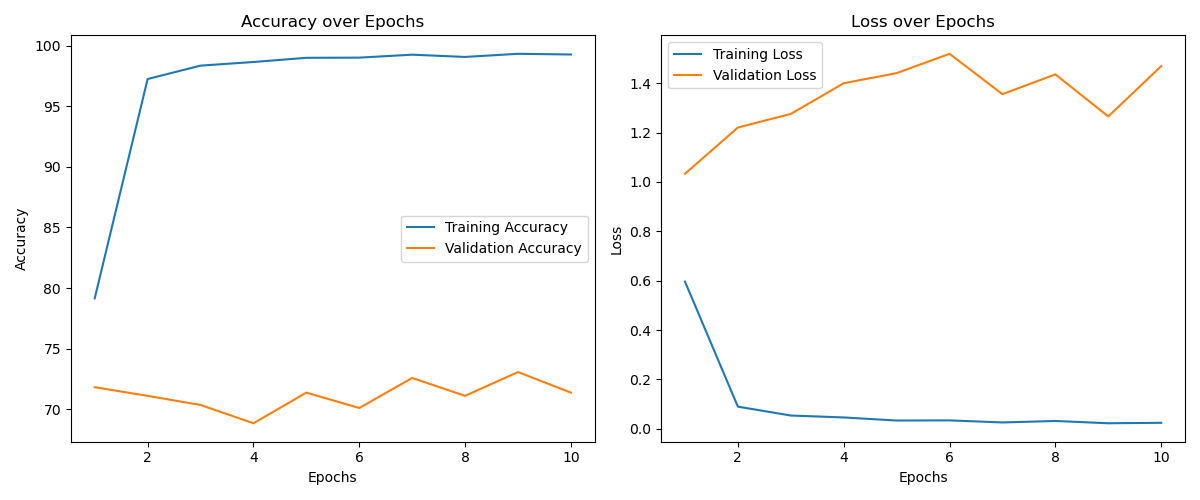 Accuracy over Epochs
100
95
90
85
80
75
70
2
4
6
8
10
Accuracy
Epochs
Training Accuracy
Validation Accuracy
Loss over Epochs
1.4
1.2
1.0
0.8
0.6
0.4
0.2
0.0
2
4
6
8
10
Loss
Epochs
Training Loss
Validation Loss